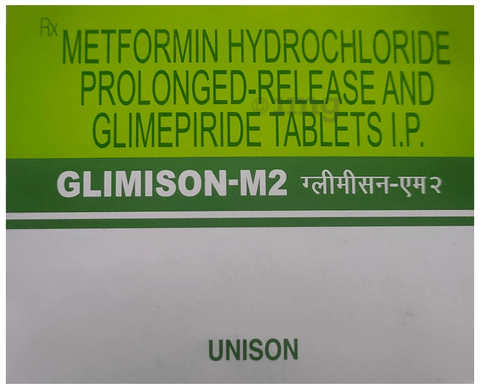 Rx
METFORMIN HYDROCHLORIDE
PROLONGED-RELEASE AND
GLIMEPIRIDE TABLETS I.P.
GLIMISON-M2 ग्लीमीसन-एम२
UNISON